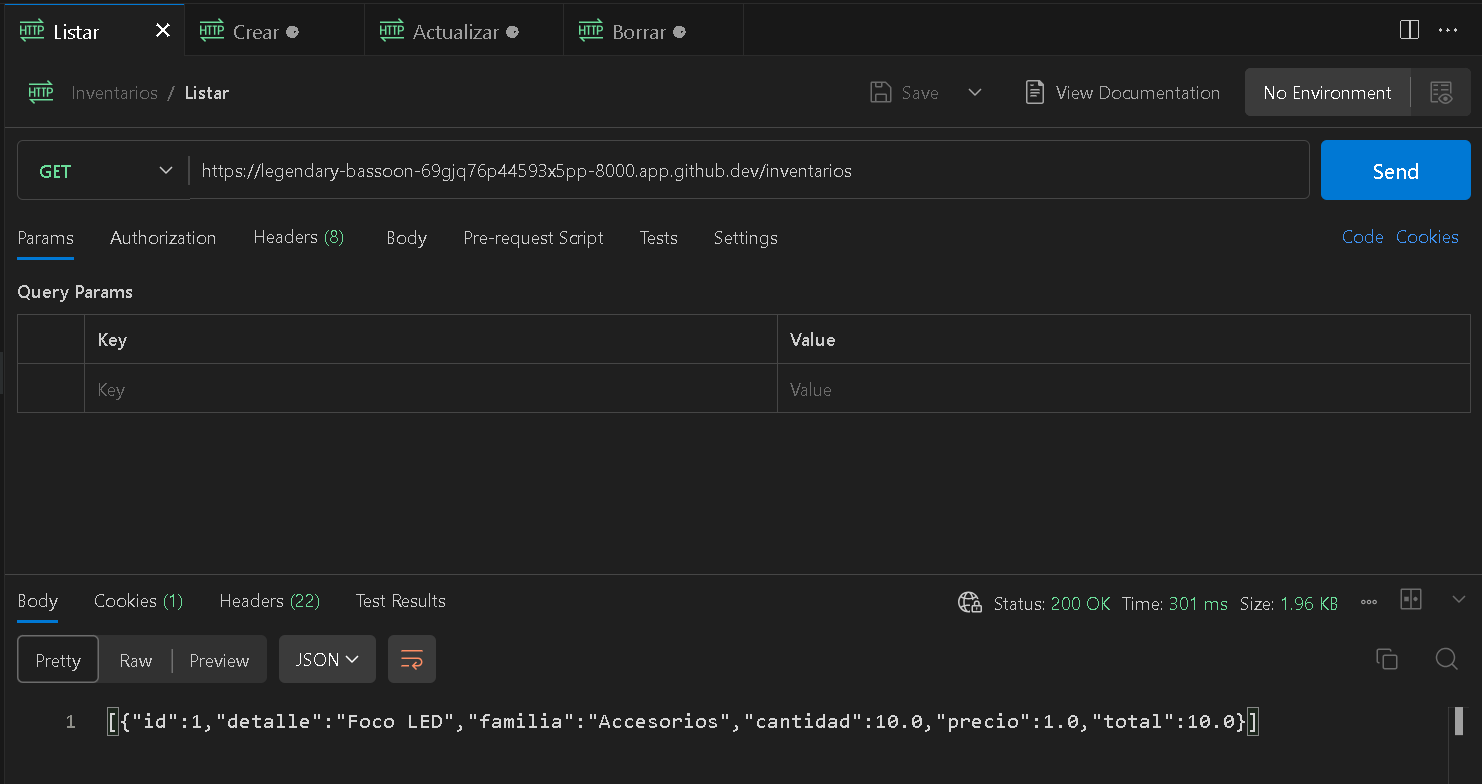 HTTP Listar HTTP Crear HTTP Actualizar HTTP Borrar
HTTP Inventarios / Listar Save View Documentation No Environment
GET https://legendary-bassoon-69gjq76p44593x5pp-8000.app.github.dev/inventarios Send
Params Authorization Headers (8) Body Pre-request Script Tests Settings Code Cookies
Query Params
Key Value
Key Value
Body Cookies (1) Headers (22) Test Results Status: 200 OK Time: 301 ms Size: 1.96 KB
Pretty Raw Preview JSON
1 [{"id":1,"detalle":"Foco LED","familia":"Accesorios","cantidad":10.0,"precio":1.0,"total":10.0}]